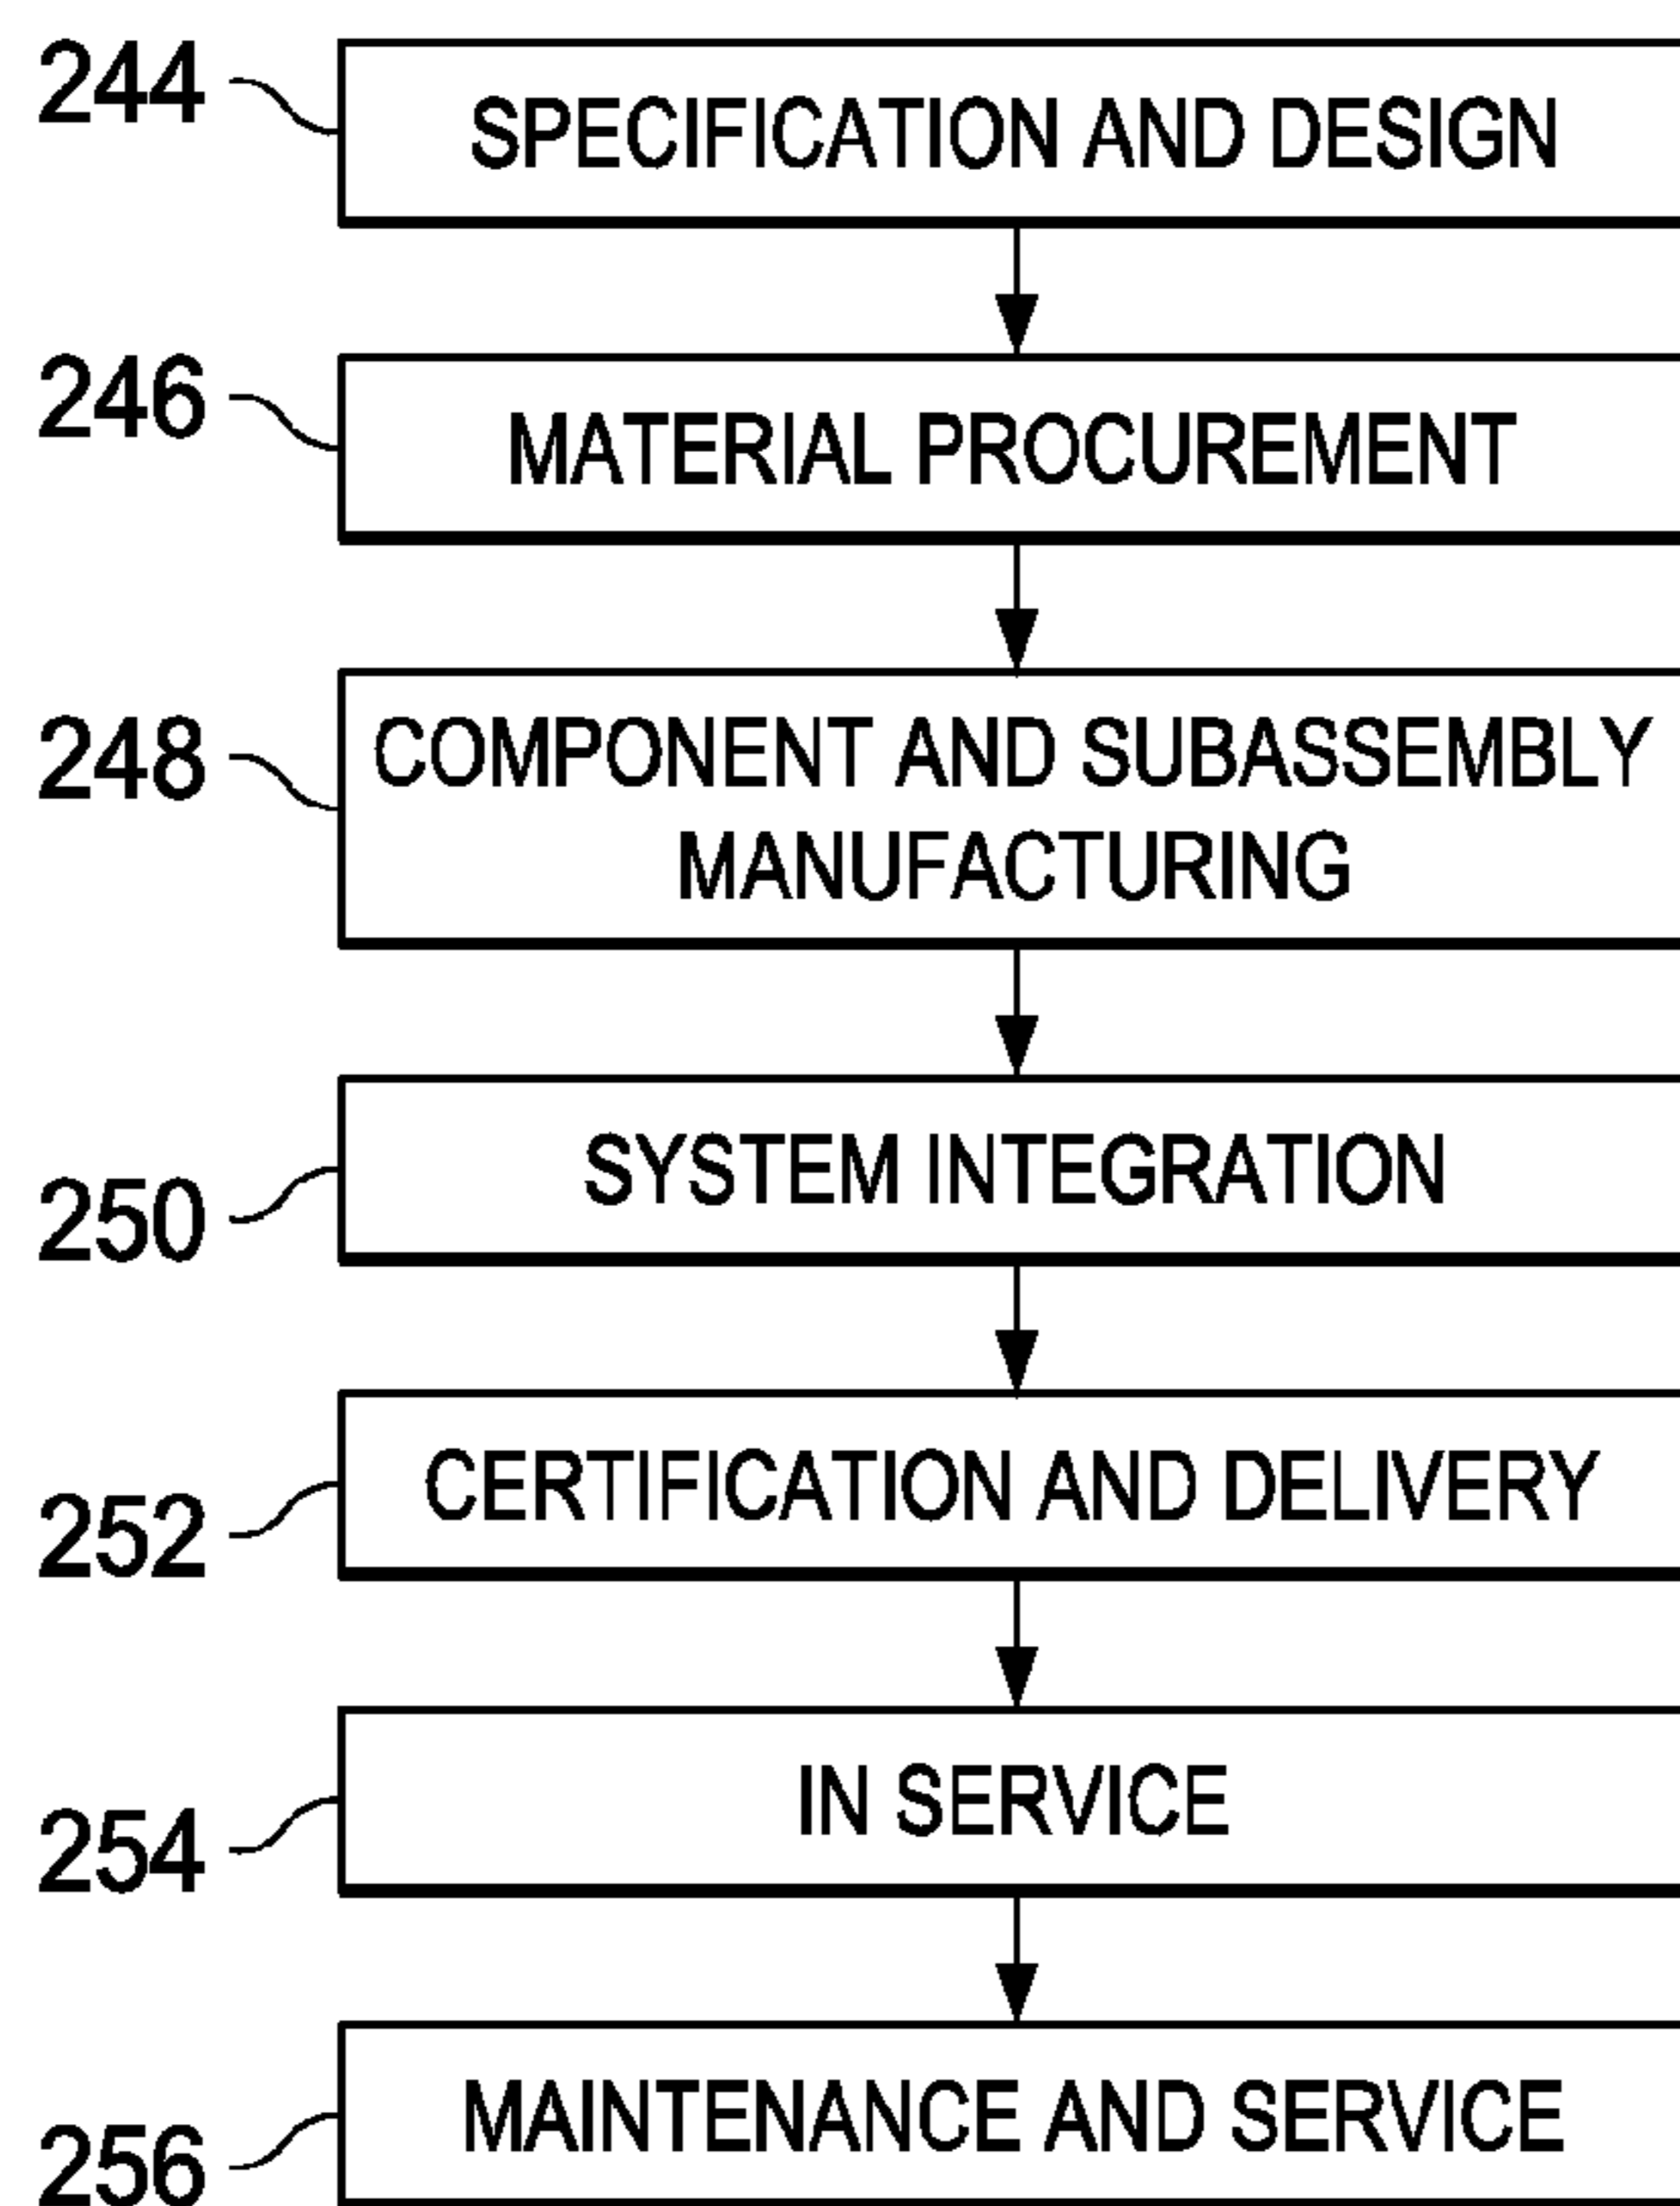 244
SPECIFICATION AND DESIGN
246
MATERIAL PROCUREMENT
248
COMPONENT AND SUBASSEMBLY
MANUFACTURING
250
SYSTEM INTEGRATION
252
CERTIFICATION AND DELIVERY
254
IN SERVICE
256
MAINTENANCE AND SERVICE